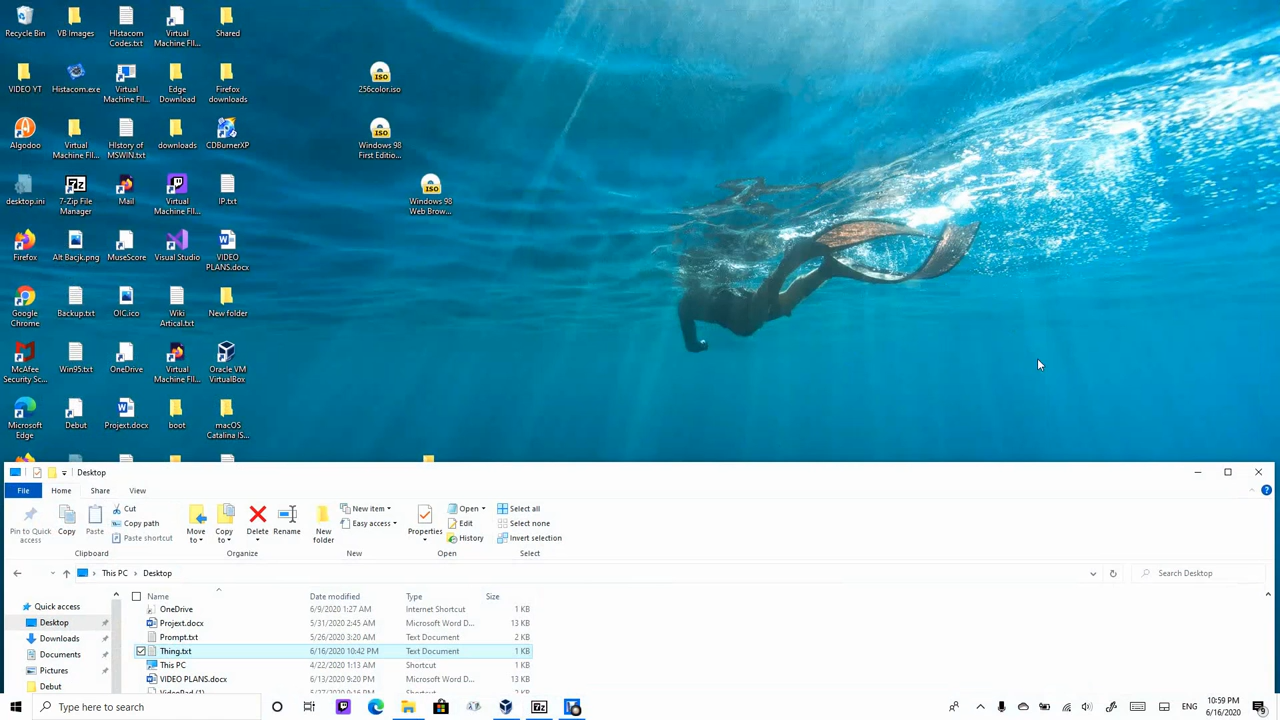 Recycle Bin
VB Images
HIstacom
Codes.txt
Virtual
Machine FII...
Shared
VIDEO YT
Histacom.exe
Virtual
Machine FII...
Edge
Download
Firefox
downloads
256color.iso
Algodoo
Virtual
Machine FII...
HIstory of
MSWIN.txt
downloads
CDBurnerXP
ISO
Windows 98
First Editio...
desktop.ini
7-Zip File
Manager
Mail
Virtual
Machine FII...
IP.txt
ISO
Windows 98
Web Brow...
Firefox
Alt Bacjk.png
MuseScore
Visual Studio
VIDEO
PLANS.docx
Google
Chrome
Backup.txt
OIC.ico
Wiki
Artical.txt
New folder
McAfee
Security Sc...
Win95.txt
OneDrive
Virtual
Machine FII...
Oracle VM
VirtualBox
Microsoft
Edge
Debut
Projext.docx
boot
macOS
Catalina IS...
Desktop
File
Home
Share
View
Pin to Quick
access
Copy
Paste
Cut
Copy path
Paste shortcut
Move
to
Copy
to
Delete
Rename
New
folder
New item
Easy access
Properties
Open
Edit
History
Select all
Select none
Invert selection
Clipboard
Organize
New
Open
Select
This PC > Desktop
Search Desktop
Name Date modified Type Size
Quick access
Desktop
Downloads
Documents
Pictures
Debut
OneDrive 6/9/2020 1:27 AM Internet Shortcut 1 KB
Projext.docx 5/31/2020 2:45 AM Microsoft Word D... 13 KB
Prompt.txt 5/26/2020 3:20 AM Text Document 2 KB
Thing.txt 6/16/2020 10:42 PM Text Document 1 KB
This PC 4/22/2020 1:13 AM Shortcut 1 KB
VIDEO PLANS.docx 6/13/2020 9:20 PM Microsoft Word D... 13 KB
Type here to search
ENG
10:59 PM
6/16/2020